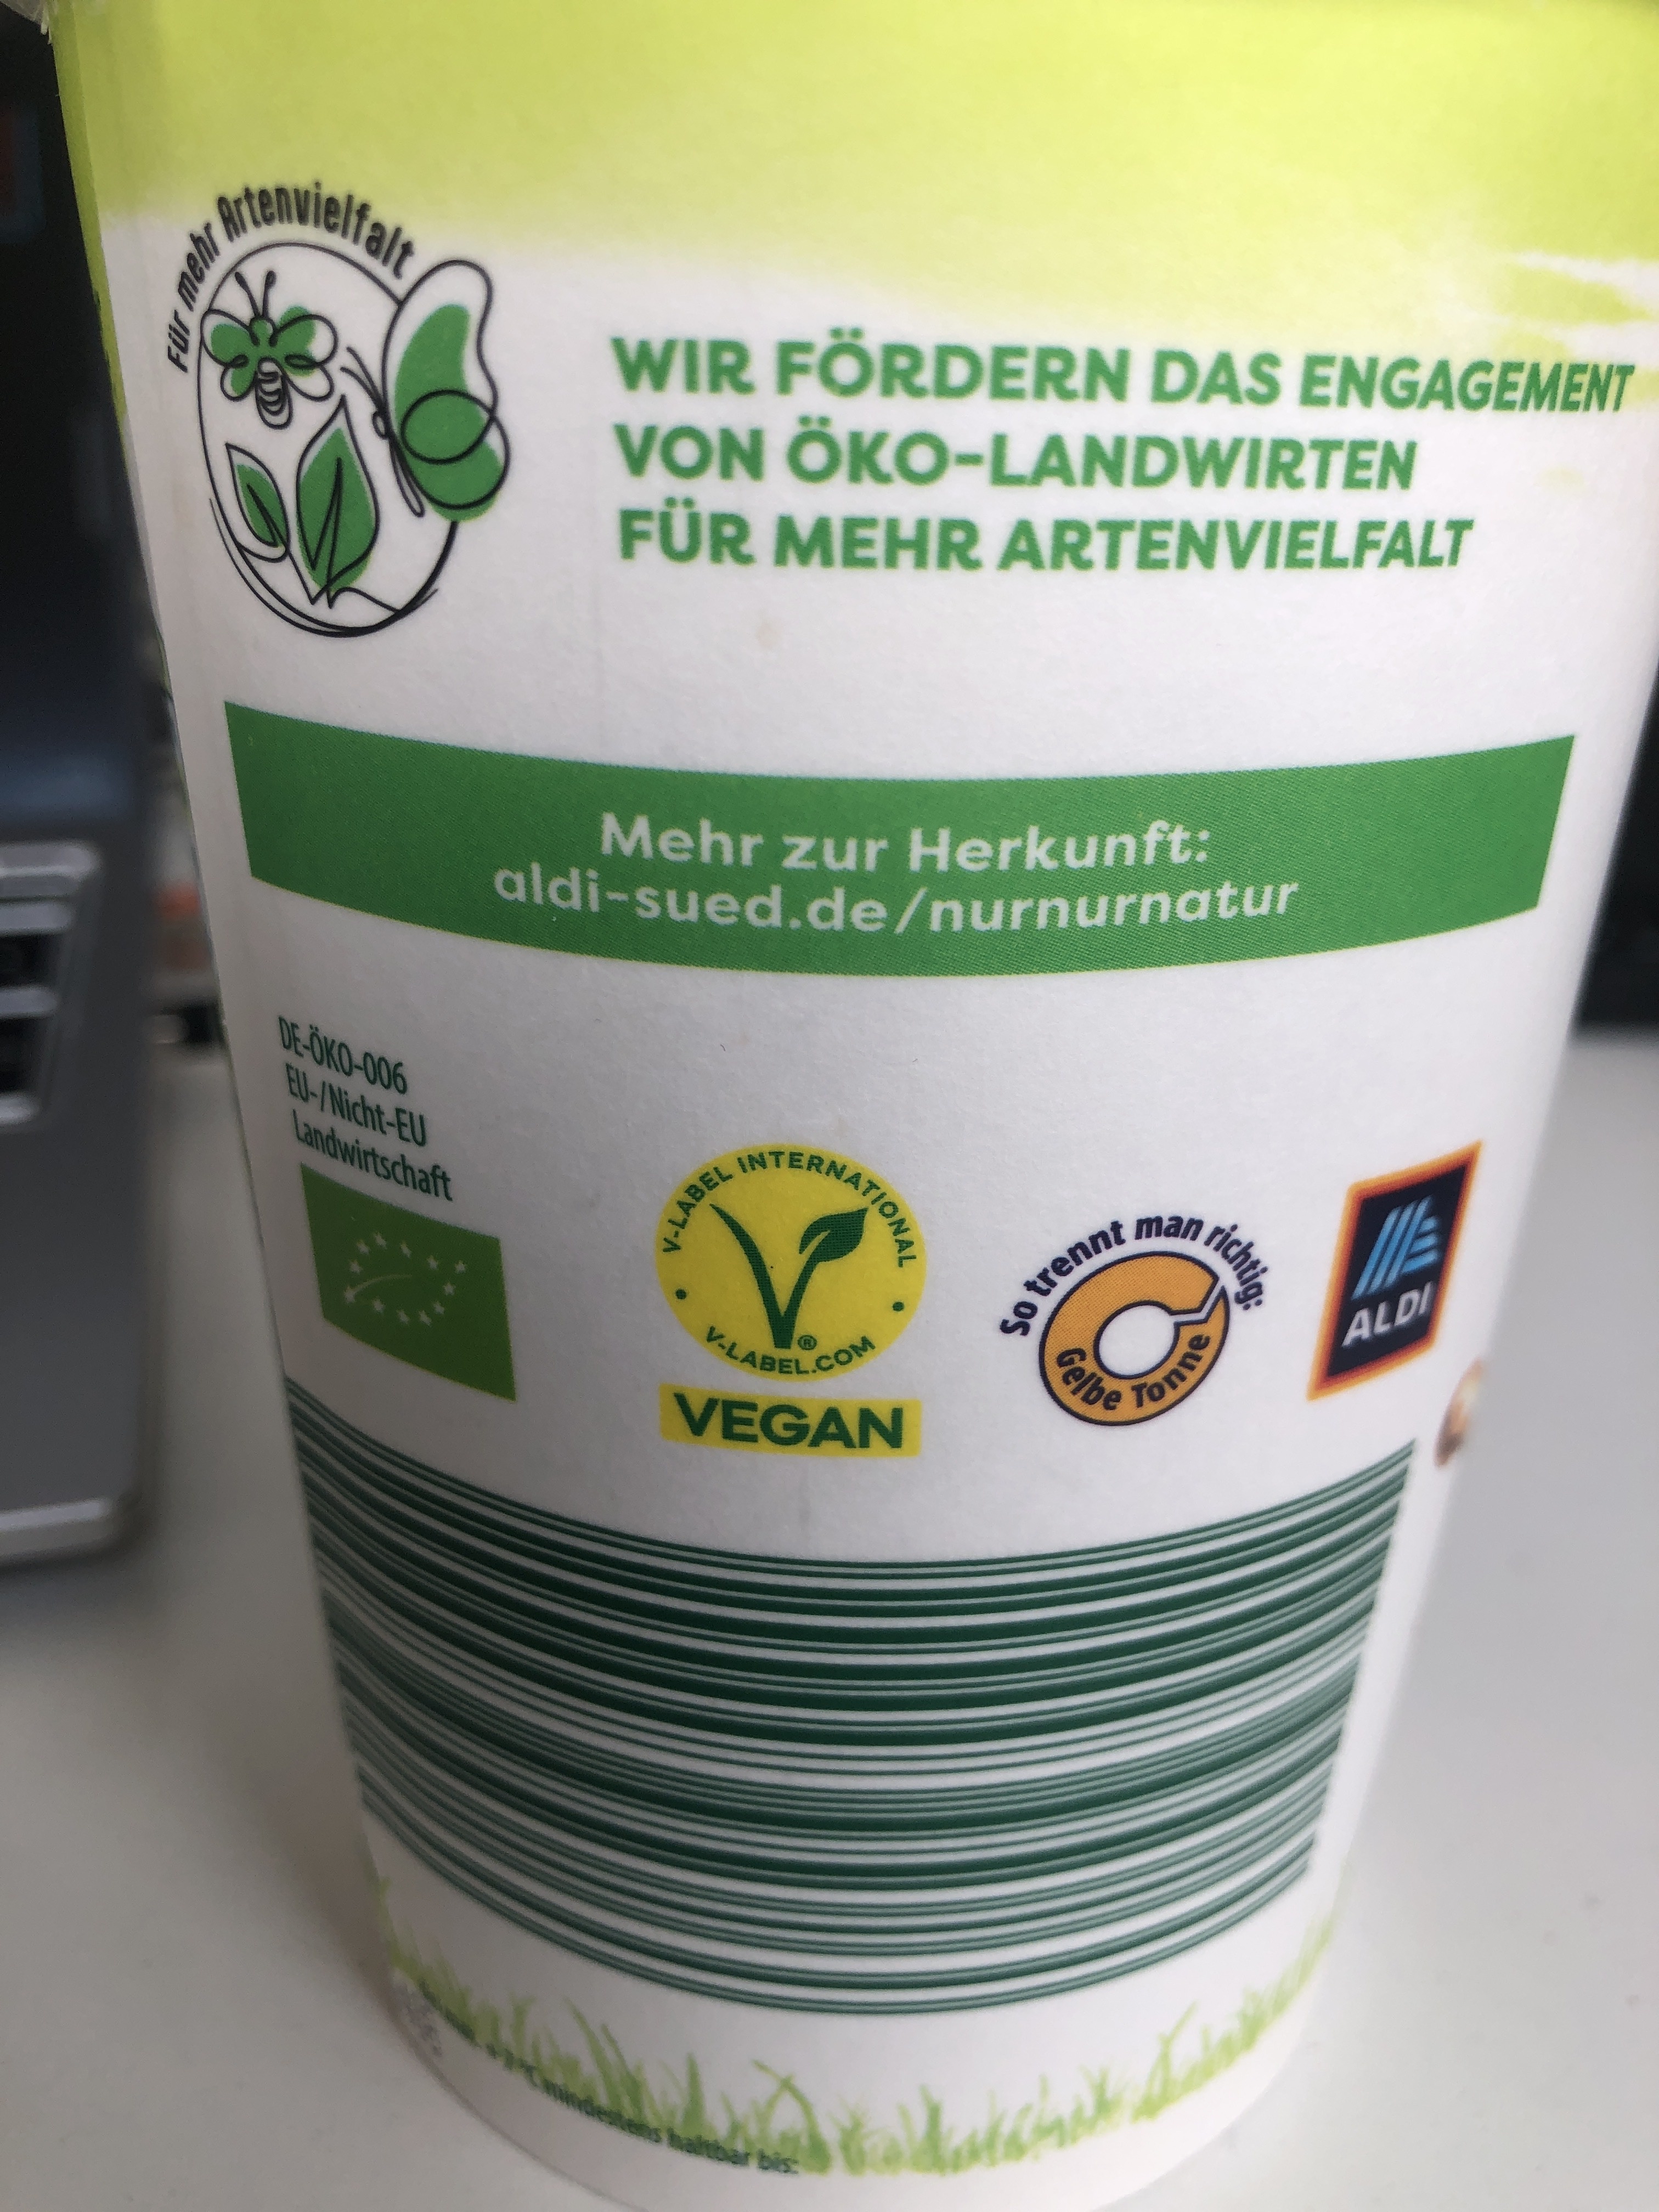 Für mehr Artenvielfalt
WIR FÖRDERN DAS ENGAGEMENT
VON ÖKO-LANDWIRTEN
FÜR MEHR ARTENVIELFALT
Mehr zur Herkunft:
aldi-sued.de/nurnurnatur
DE-ÖKO-006
EU-/Nicht-EU
Landwirtschaft
V-LABEL INTERNATIONAL
V-LABEL.COM
®
VEGAN
So trennt man richtig:
Gelbe Tonne
ALDI
mindestens haltbar bis: